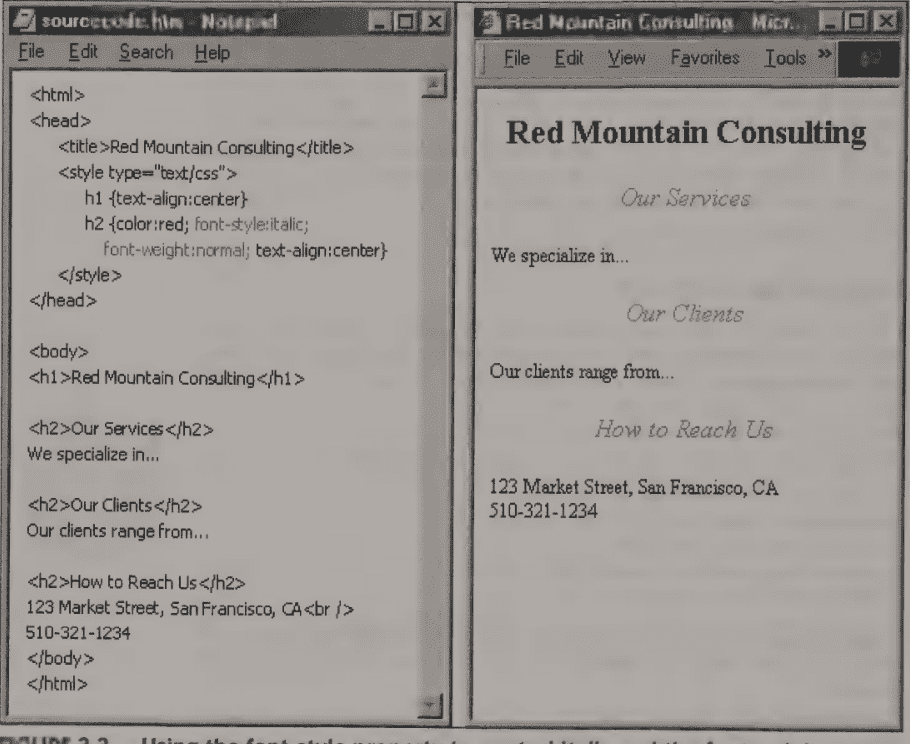 sourcecode.htm - Notepad
File Edit Search Help
<html>
<head>
<title>Red Mountain Consulting</title>
<style type="text/css">
h1 {text-align:center}
h2 {color:red; font-style:italic;
font-weight:normal; text-align:center}
</style>
</head>
<body>
<h1>Red Mountain Consulting</h1>
<h2>Our Services</h2>
We specialize in...
<h2>Our Clients</h2>
Our clients range from...
<h2>How to Reach Us</h2>
123 Market Street, San Francisco, CA<br />
510-321-1234
</body>
</html>
Red Mountain Consulting - Micr...
File Edit View Favorites Tools »
Red Mountain Consulting
Our Services
We specialize in...
Our Clients
Our clients range from...
How to Reach Us
123 Market Street, San Francisco, CA
510-321-1234
Using the font-style